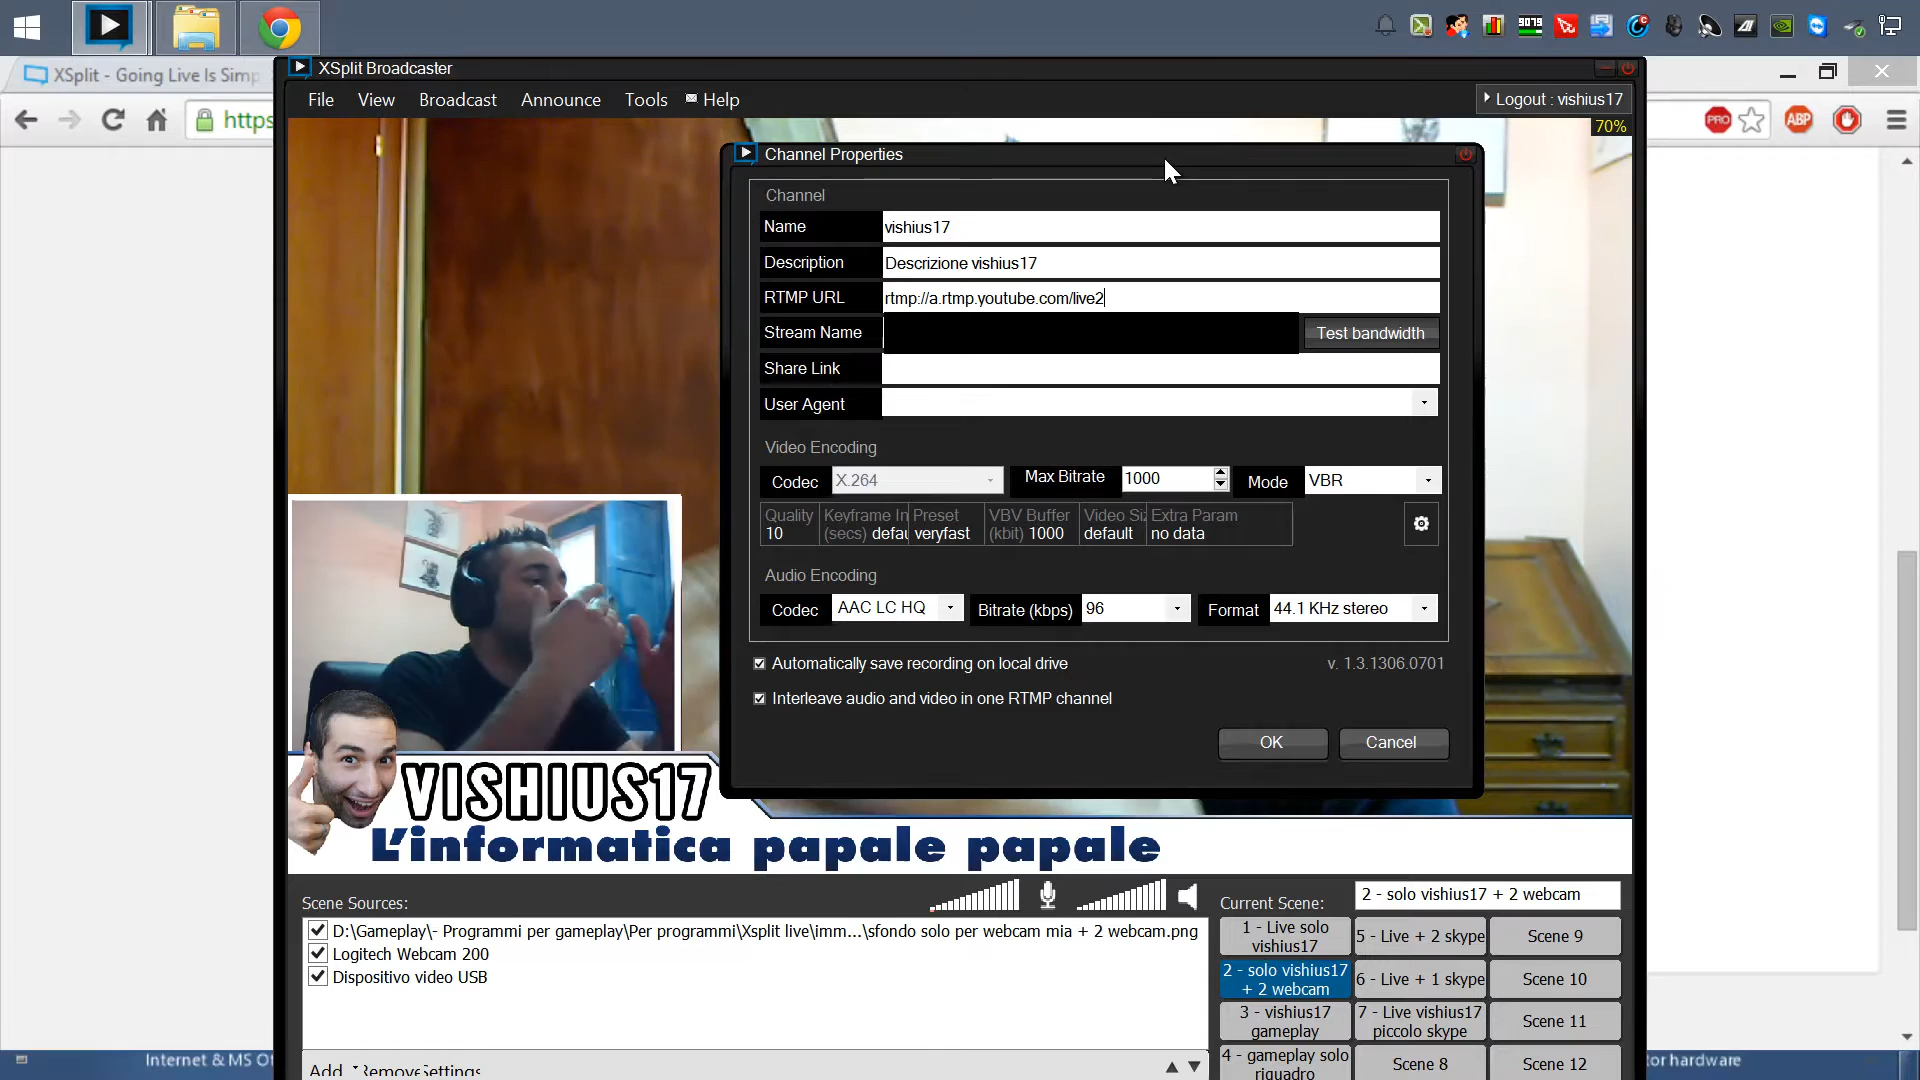 XSplit Broadcaster
XSplit - Going Live Is Simp
File View Broadcast Announce Tools Help
Logout : vishius17
https
PRO
ABP
70%
Channel Properties
Channel
Name vishius17
Description Descrizione vishius17
RTMP URL rtmp://a.rtmp.youtube.com/live2
Stream Name Test bandwidth
Share Link
User Agent
Video Encoding
Codec X.264 Max Bitrate 1000 Mode VBR
Quality Keyframe In Preset VBV Buffer Video Siz Extra Param
10 (secs) defau veryfast (kbit) 1000 default no data
Audio Encoding
Codec AAC LC HQ Bitrate (kbps) 96 Format 44.1 KHz stereo
Automatically save recording on local drive v. 1.3.1306.0701
Interleave audio and video in one RTMP channel
OK Cancel
VISHIUS17
L'informatica papale papale
Scene Sources:
D:\Gameplay\- Programmi per gameplay\Per programmi\Xsplit live\imm...\sfondo solo per webcam mia + 2 webcam.png
Logitech Webcam 200
Dispositivo video USB
Add Remove Settings
Current Scene: 2 - solo vishius17 + 2 webcam
1 - Live solo vishius17
5 - Live + 2 skype
Scene 9
2 - solo vishius17 + 2 webcam
6 - Live + 1 skype
Scene 10
3 - vishius17 gameplay
7 - Live vishius17 piccolo skype
Scene 11
4 - gameplay solo riquadro
Scene 8
Scene 12
Internet & MS Of
tor hardware